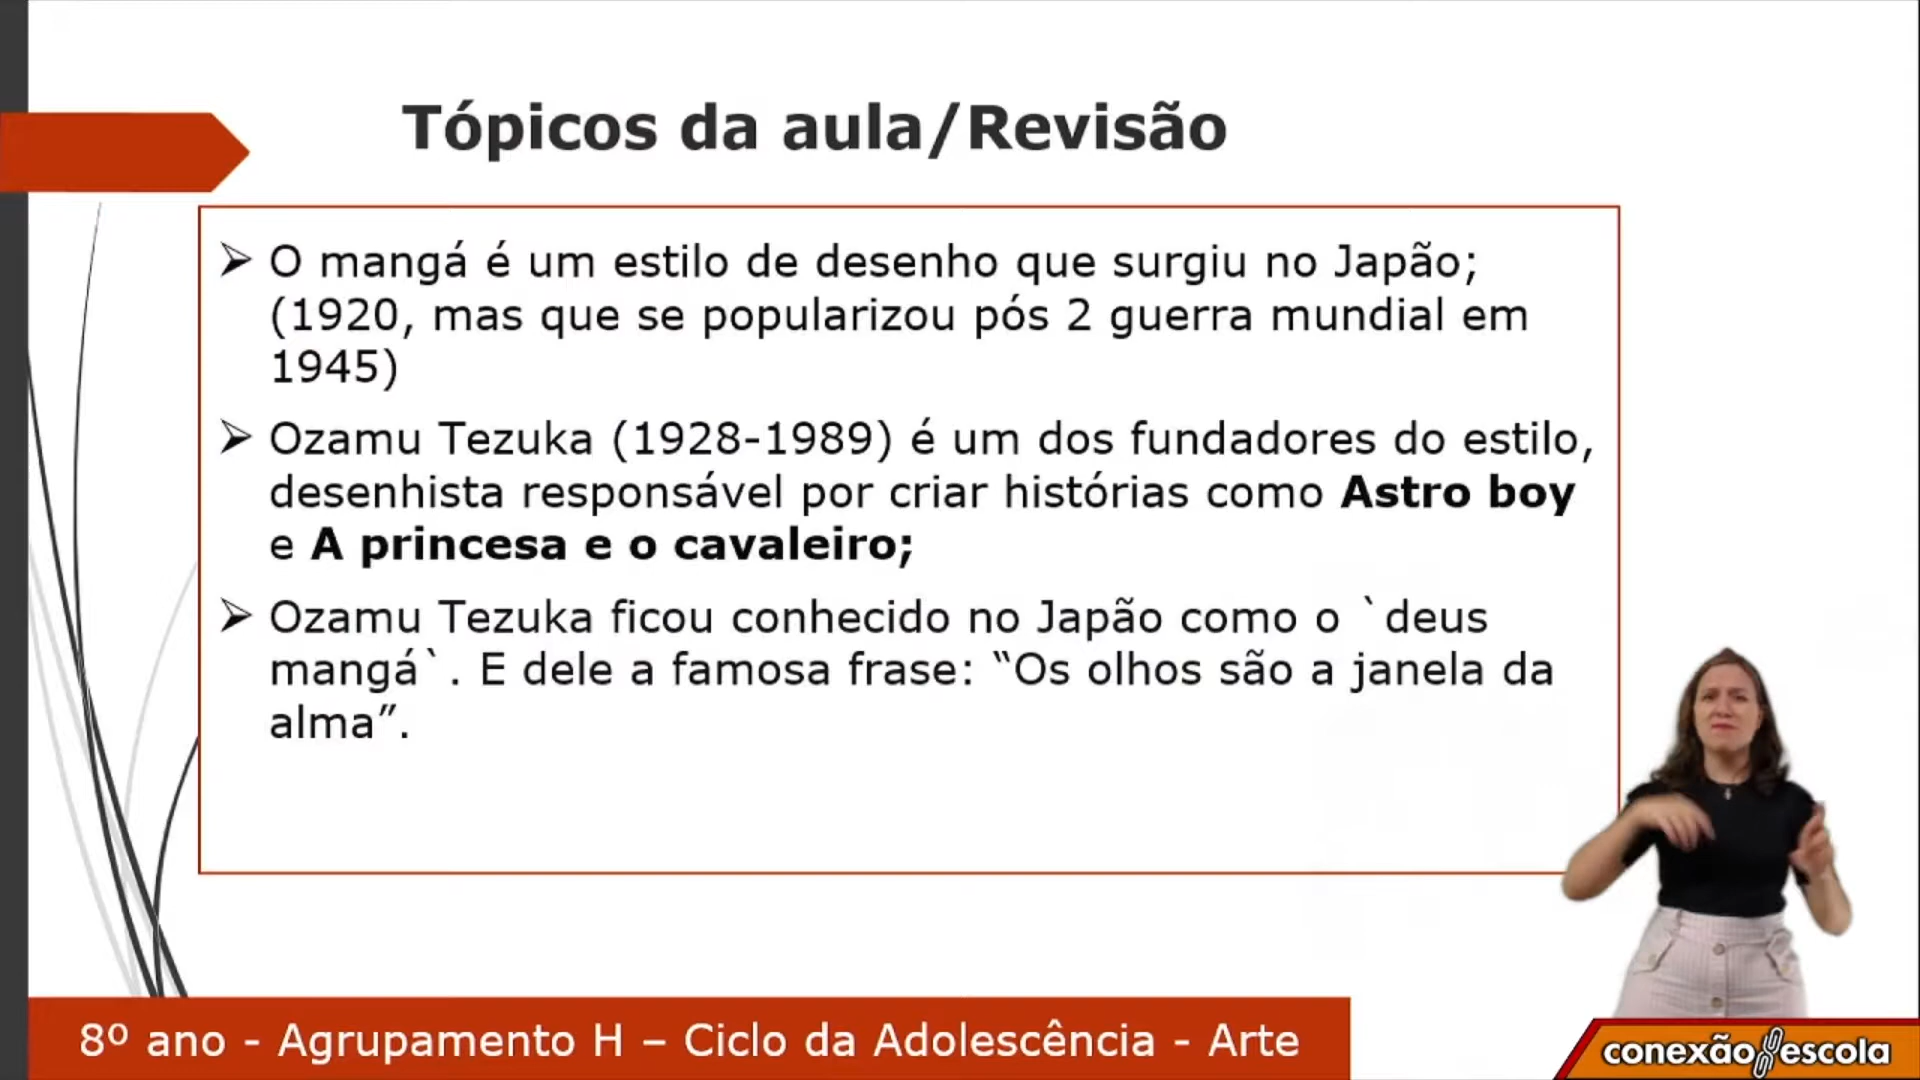 Tópicos da aula/Revisão
O mangá é um estilo de desenho que surgiu no Japão;
(1920, mas que se popularizou pós 2 guerra mundial em
1945)
Ozamu Tezuka (1928-1989) é um dos fundadores do estilo,
desenhista responsável por criar histórias como Astro boy
e A princesa e o cavaleiro;
Ozamu Tezuka ficou conhecido no Japão como o `deus
mangá`. E dele a famosa frase: “Os olhos são a janela da
alma”.
8º ano - Agrupamento H – Ciclo da Adolescência - Arte
conexão escola